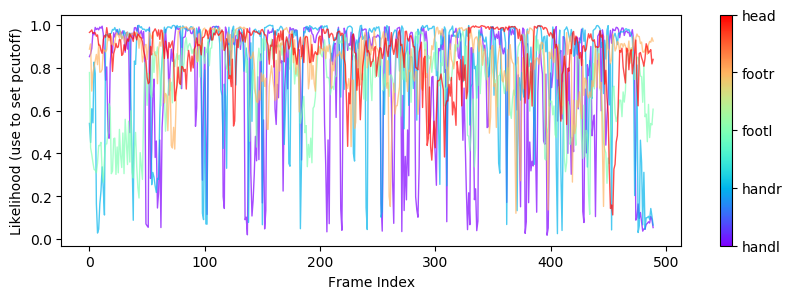 Likelihood (use to set pcutoff)
1.0
0.8
0.6
0.4
0.2
0.0
0
100
200
300
400
500
Frame Index
head
footr
footl
handr
handl